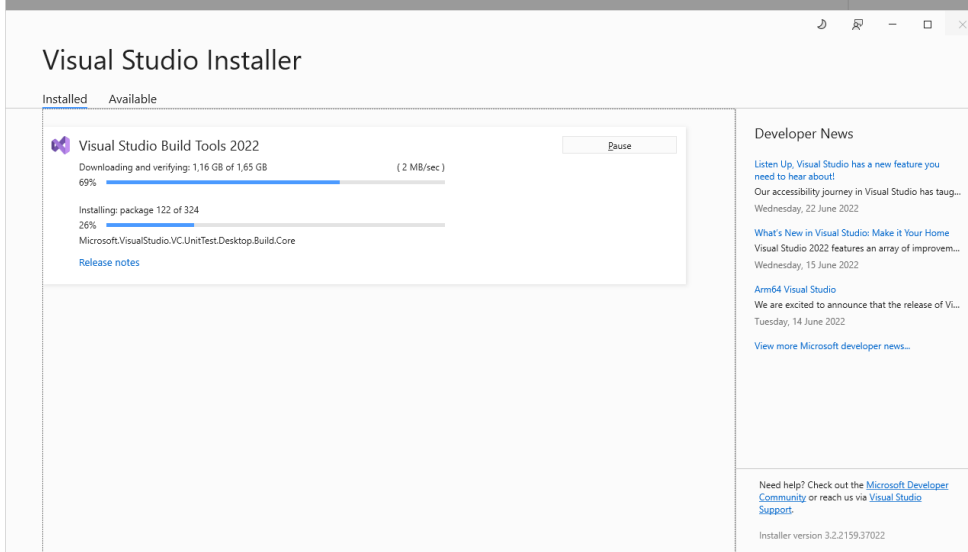 Visual Studio Installer
Installed Available
Visual Studio Build Tools 2022
Pause
Downloading and verifying: 1,16 GB of 1,65 GB ( 2 MB/sec )
69%
Installing: package 122 of 324
26%
Microsoft.VisualStudio.VC.UnitTest.Desktop.Build.Core
Release notes
Developer News
Listen Up, Visual Studio has a new feature you
need to hear about!
Our accessibility journey in Visual Studio has taug...
Wednesday, 22 June 2022
What's New in Visual Studio: Make it Your Home
Visual Studio 2022 features an array of improvem...
Wednesday, 15 June 2022
Arm64 Visual Studio
We are excited to announce that the release of Vi...
Tuesday, 14 June 2022
View more Microsoft developer news...
Need help? Check out the Microsoft Developer
Community or reach us via Visual Studio
Support.
Installer version 3.2.2159.37022